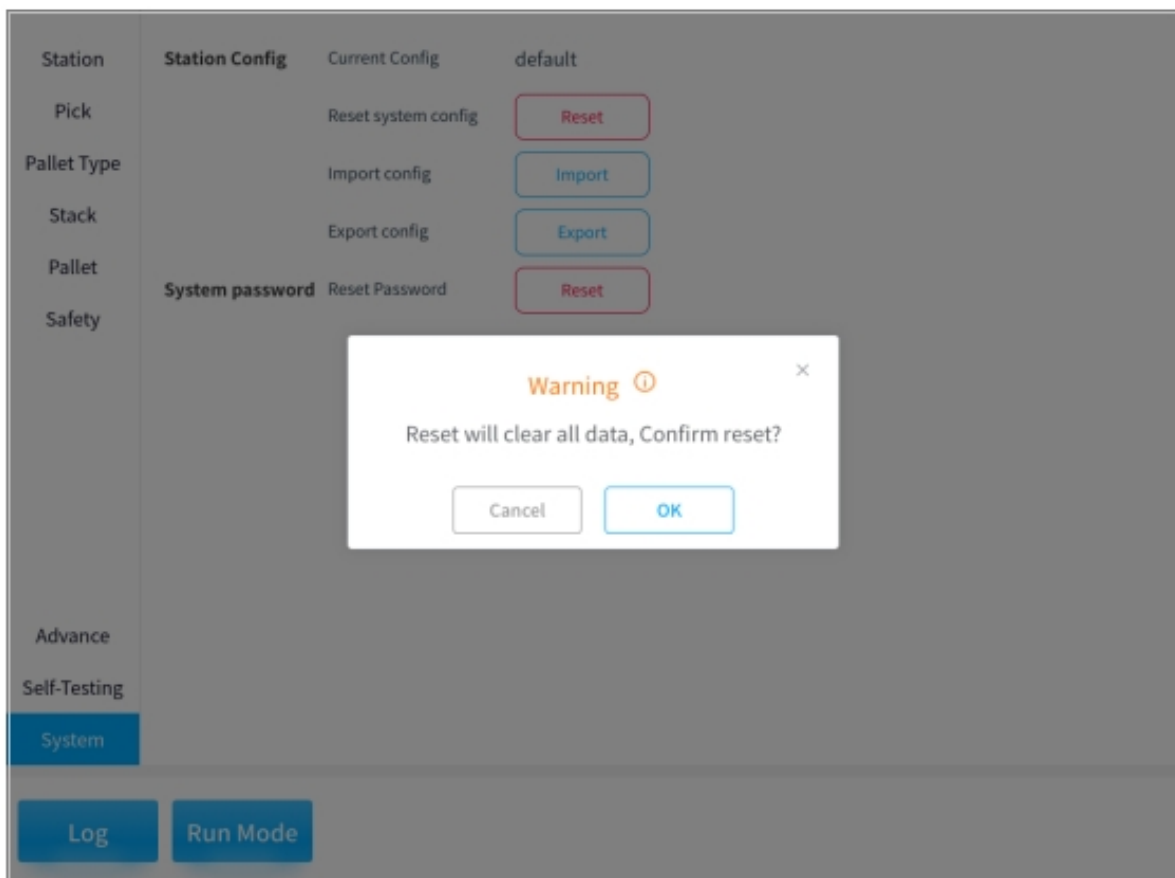 Station
Pick
Pallet Type
Stack
Pallet
Safety
Advance
Self-Testing
System
Station Config Current Config default
Reset system config Reset
Import config Import
Export config Export
System password Reset Password Reset
Warning
×
Reset will clear all data, Confirm reset?
Cancel OK
Log Run Mode